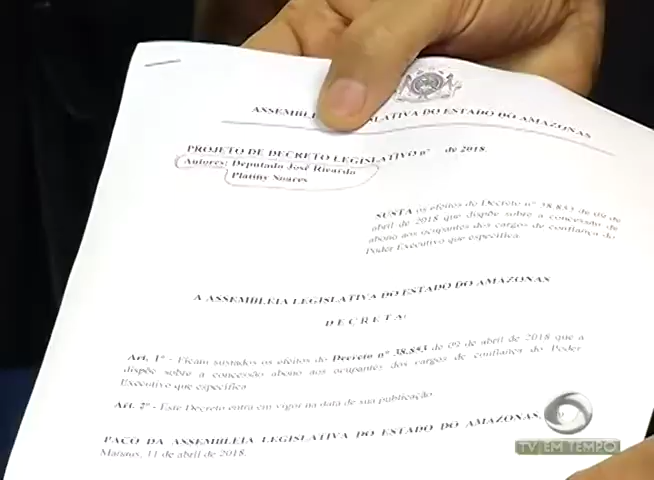 ASSEMBLEIA LEGISLATIVA DO ESTADO DO AMAZONAS
PROJETO DE DECRETO LEGISLATIVO nº de 2018.
Autores: Deputado José Ricardo
Platiny Soares
SUSTA os efeitos do Decreto nº 38.853 de 09 de
abril de 2018 que dispõe sobre a concessão de
abono aos ocupantes dos cargos de confiança do
Poder Executivo que especifica.
A ASSEMBLEIA LEGISLATIVA DO ESTADO DO AMAZONAS
D E C R E T A:
Art. 1º - Ficam sustados os efeitos do Decreto nº 38.853 de 09 de abril de 2018 que a
dispõe sobre a concessão abono aos ocupantes dos cargos de confiança do Poder
Executivo que especifica
Art. 2º - Este Decreto entra em vigor na data de sua publicação.
PAÇO DA ASSEMBLEIA LEGISLATIVA DO ESTADO DO AMAZONAS,
Manaus, 11 de abril de 2018.
TV EM TEMPO